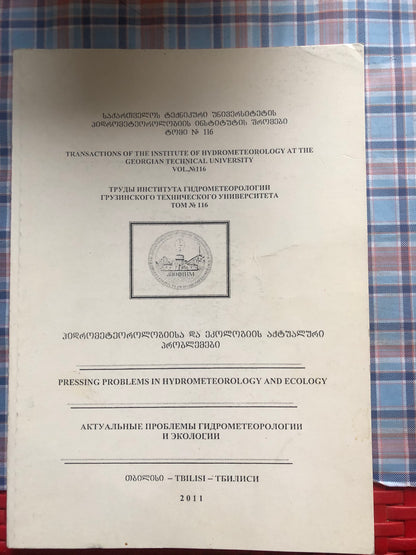 საქართველოს ტექნიკური უნივერსიტეტის
ჰიდრომეტეოროლოგიის ინსტიტუტის შრომები
ტომი № 116
TRANSACTIONS OF THE INSTITUTE OF HYDROMETEOROLOGY AT THE
GEORGIAN TECHNICAL UNIVERSITY
VOL.№116
ТРУДЫ ИНСТИТУТА ГИДРОМЕТЕОРОЛОГИИ
ГРУЗИНСКОГО ТЕХНИЧЕСКОГО УНИВЕРСИТЕТА
ТОМ № 116
ჰიდრომეტეოროლოგიისა და ეკოლოგიის აქტუალური
პრობლემები
PRESSING PROBLEMS IN HYDROMETEOROLOGY AND ECOLOGY
АКТУАЛЬНЫЕ ПРОБЛЕМЫ ГИДРОМЕТЕОРОЛОГИИ
И ЭКОЛОГИИ
თბილისი – TBILISI – ТБИЛИСИ
2011